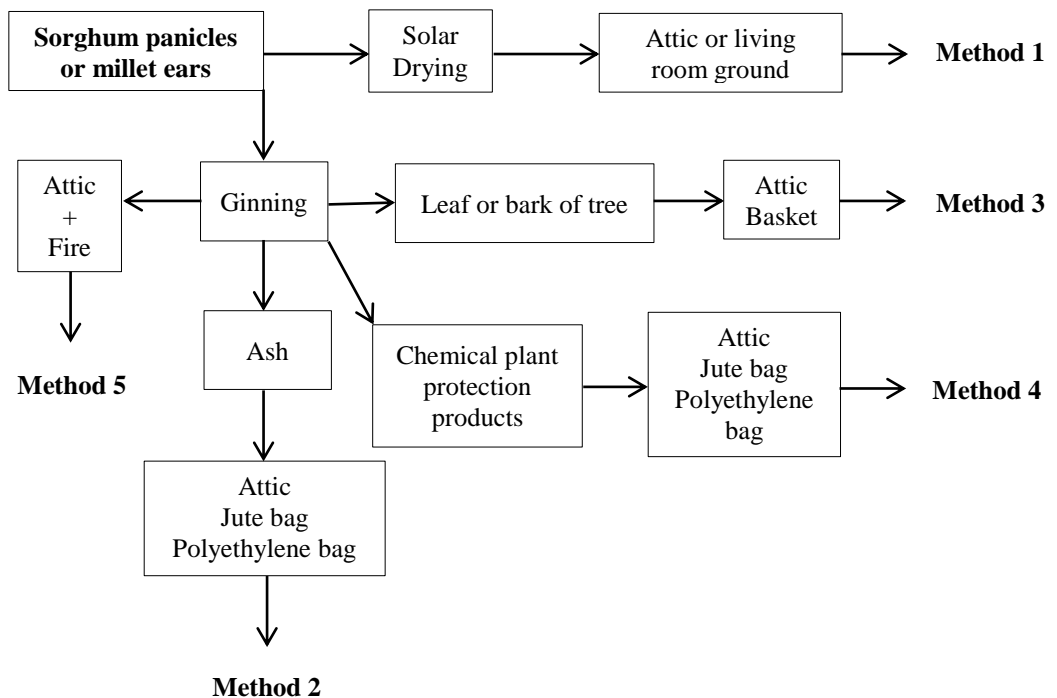 Sorghum panicles
or millet ears
Solar
Drying
Attic or living
room ground
Method 1
Attic
+
Fire
Ginning
Leaf or bark of tree
Attic
Basket
Method 3
Method 5
Ash
Chemical plant
protection
products
Attic
Jute bag
Polyethylene
bag
Method 4
Attic
Jute bag
Polyethylene bag
Method 2